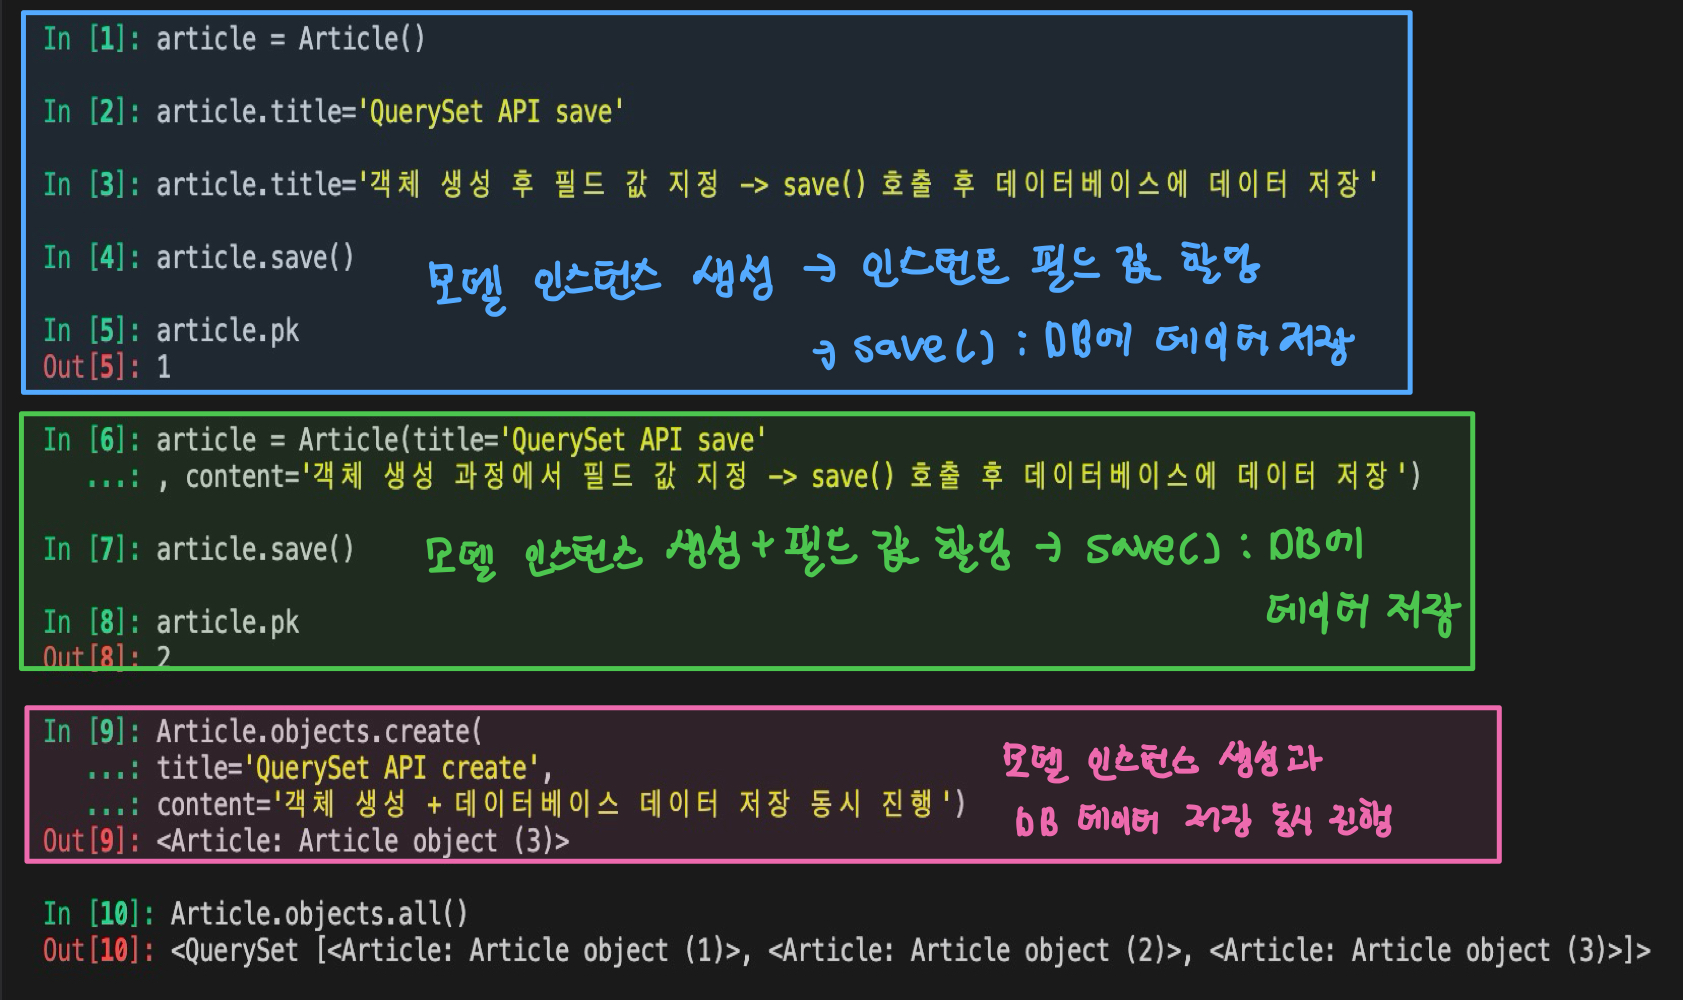 In [1]: article = Article()
In [2]: article.title='QuerySet API save'
In [3]: article.title='객체 생성 후 필드 값 지정 -> save() 호출 후 데이터베이스에 데이터 저장'
In [4]: article.save()
모델 인스턴스 생성 → 인스턴트 필드 값 할당
→ save() : DB에 데이터 저장
In [5]: article.pk
Out[5]: 1
In [6]: article = Article(title='QuerySet API save'
...: , content='객체 생성 과정에서 필드 값 지정 -> save() 호출 후 데이터베이스에 데이터 저장')
In [7]: article.save()
모델 인스턴스 생성+필드 값 할당 → save() : DB에
데이터 저장
In [8]: article.pk
Out[8]: 2
In [9]: Article.objects.create(
...: title='QuerySet API create',
...: content='객체 생성 + 데이터베이스 데이터 저장 동시 진행')
Out[9]: <Article: Article object (3)>
모델 인스턴스 생성과
DB 데이터 저장 동시 진행
In [10]: Article.objects.all()
Out[10]: <QuerySet [<Article: Article object (1)>, <Article: Article object (2)>, <Article: Article object (3)>]>